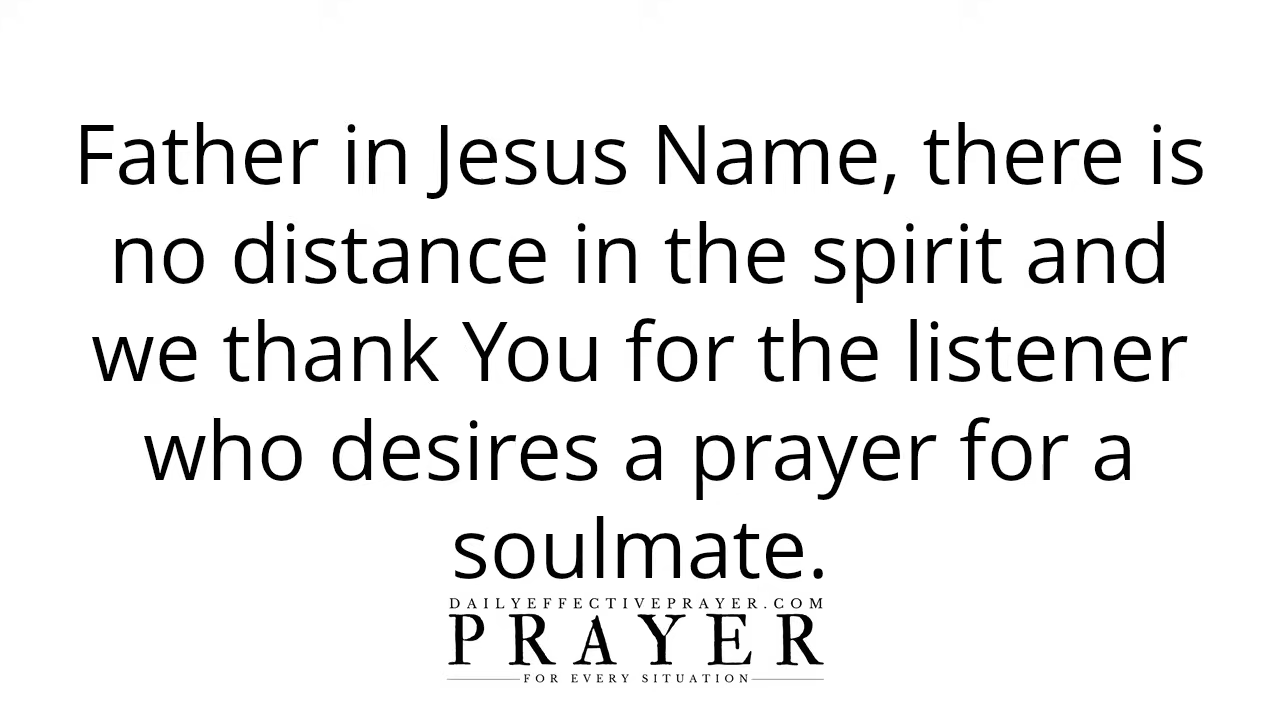 Father in Jesus Name, there is
no distance in the spirit and
we thank You for the listener
who desires a prayer for a
soulmate.
DAILYEFFECTIVEPRAYER.COM
PRAYER
FOR EVERY SITUATION